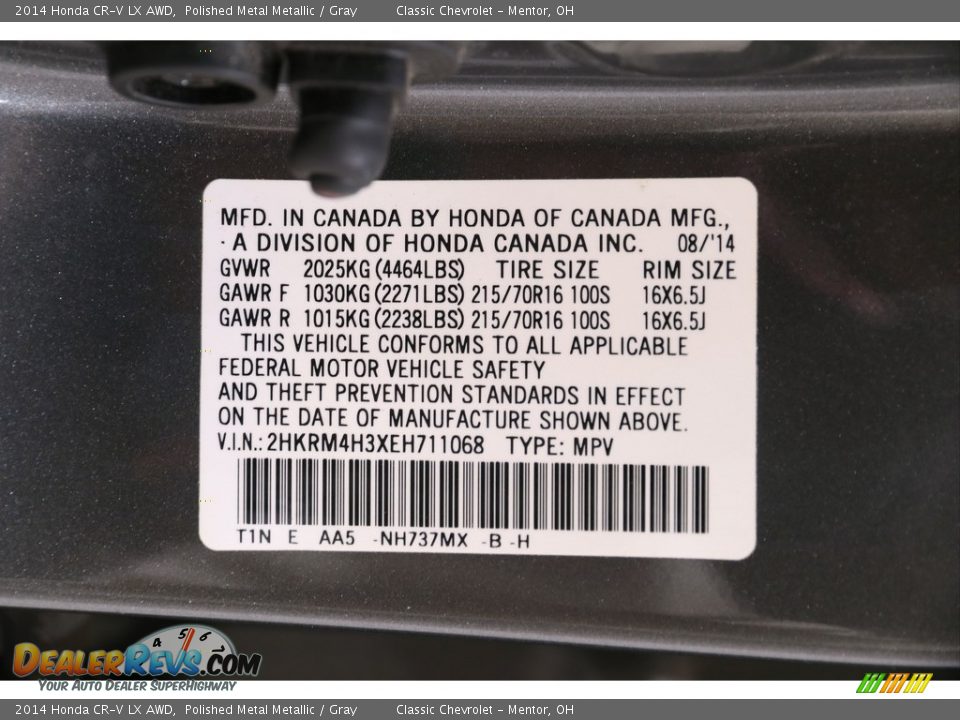 2014 Honda CR-V LX AWD, Polished Metal Metallic / Gray Classic Chevrolet - Mentor, OH
MFD. IN CANADA BY HONDA OF CANADA MFG.,
A DIVISION OF HONDA CANADA INC. 08/'14
GVWR 2025KG (4464LBS) TIRE SIZE RIM SIZE
GAWR F 1030KG (2271LBS) 215/70R16 100S 16X6.5J
GAWR R 1015KG (2238LBS) 215/70R16 100S 16X6.5J
THIS VEHICLE CONFORMS TO ALL APPLICABLE
FEDERAL MOTOR VEHICLE SAFETY
AND THEFT PREVENTION STANDARDS IN EFFECT
ON THE DATE OF MANUFACTURE SHOWN ABOVE.
V.I.N.: 2HKRM4H3XEH711068 TYPE: MPV
T1N E AA5 -NH737MX -B -H
4 5 6
DEALERREVS.COM
YOUR AUTO DEALER SUPERHIGHWAY
2014 Honda CR-V LX AWD, Polished Metal Metallic / Gray Classic Chevrolet - Mentor, OH